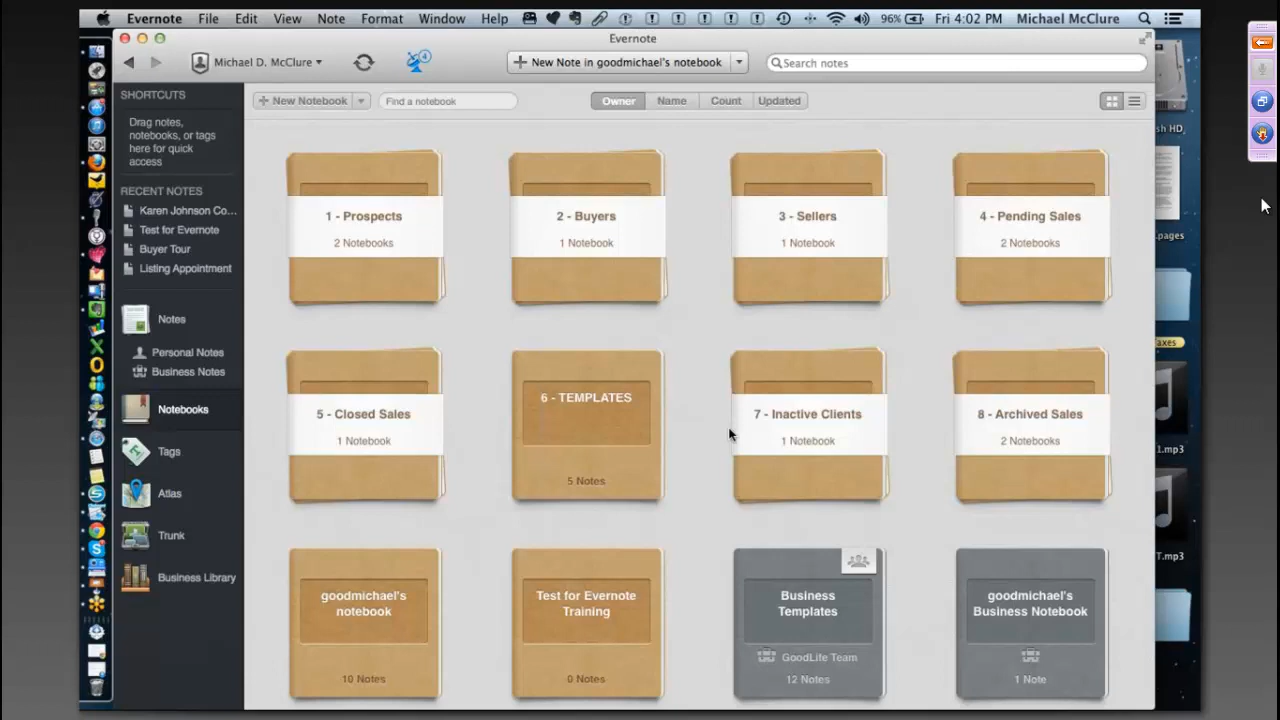 Evernote File Edit View Note Format Window Help 96% Fri 4:02 PM Michael McClure
Evernote
Michael D. McClure
4
New Note in goodmichael's notebook
Search notes
SHORTCUTS
Drag notes,
notebooks, or tags
here for quick
access
RECENT NOTES
Karen Johnson Co...
Test for Evernote
Buyer Tour
Listing Appointment
Notes
Personal Notes
Business Notes
Notebooks
Tags
Atlas
Trunk
Business Library
New Notebook
Find a notebook
Owner Name Count Updated
1 - Prospects
2 Notebooks
2 - Buyers
1 Notebook
3 - Sellers
1 Notebook
4 - Pending Sales
2 Notebooks
5 - Closed Sales
1 Notebook
6 - TEMPLATES
5 Notes
7 - Inactive Clients
1 Notebook
8 - Archived Sales
2 Notebooks
goodmichael's
notebook
10 Notes
Test for Evernote
Training
0 Notes
Business
Templates
GoodLife Team
12 Notes
goodmichael's
Business Notebook
1 Note
sh HD
.pages
axes
1.mp3
T.mp3